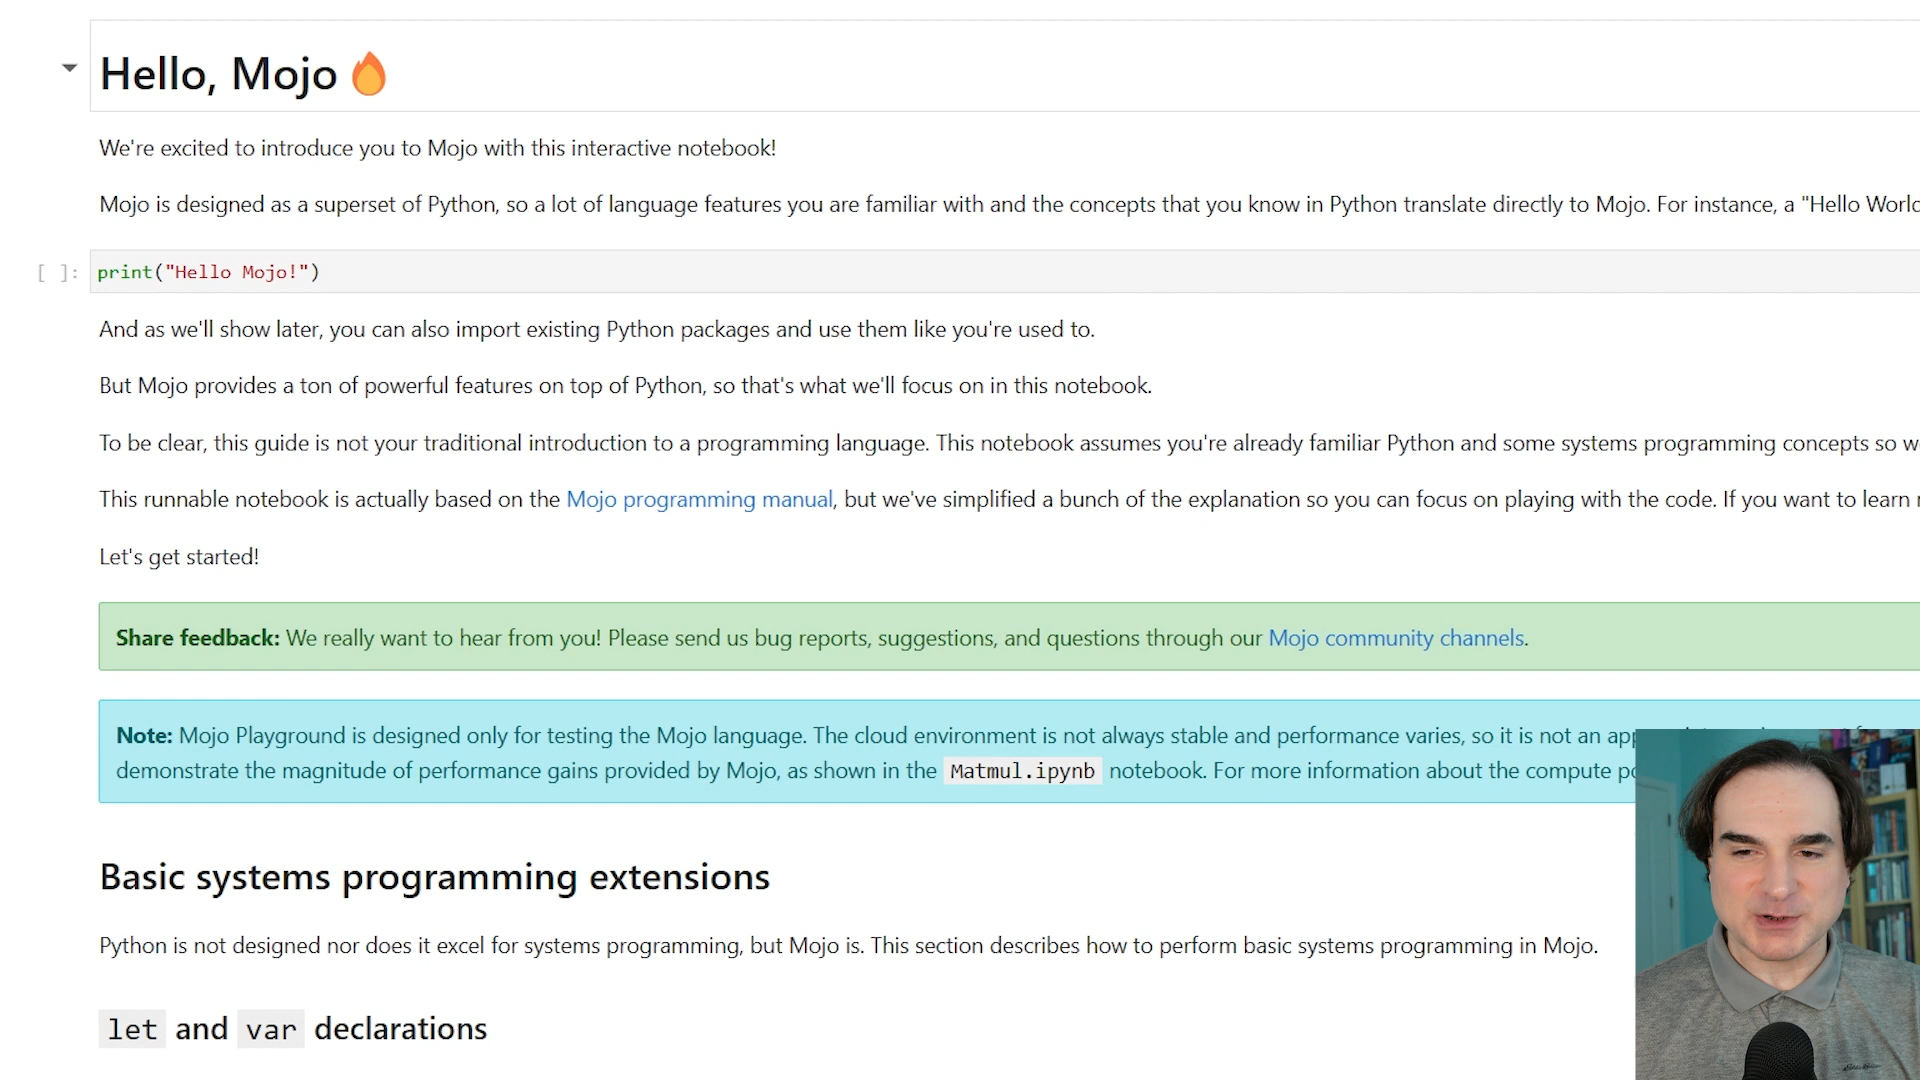 Hello, Mojo 🔥
We're excited to introduce you to Mojo with this interactive notebook!
Mojo is designed as a superset of Python, so a lot of language features you are familiar with and the concepts that you know in Python translate directly to Mojo. For instance, a "Hello World
[ ]: print("Hello Mojo!")
And as we'll show later, you can also import existing Python packages and use them like you're used to.
But Mojo provides a ton of powerful features on top of Python, so that's what we'll focus on in this notebook.
To be clear, this guide is not your traditional introduction to a programming language. This notebook assumes you're already familiar Python and some systems programming concepts so
This runnable notebook is actually based on the Mojo programming manual, but we've simplified a bunch of the explanation so you can focus on playing with the code. If you want to learn
Let's get started!
Share feedback: We really want to hear from you! Please send us bug reports, suggestions, and questions through our Mojo community channels.
Note: Mojo Playground is designed only for testing the Mojo language. The cloud environment is not always stable and performance varies, so it is not an
demonstrate the magnitude of performance gains provided by Mojo, as shown in the Matmul.ipynb notebook. For more information about the compute
Basic systems programming extensions
Python is not designed nor does it excel for systems programming, but Mojo is. This section describes how to perform basic systems programming in Mojo.
let and var declarations